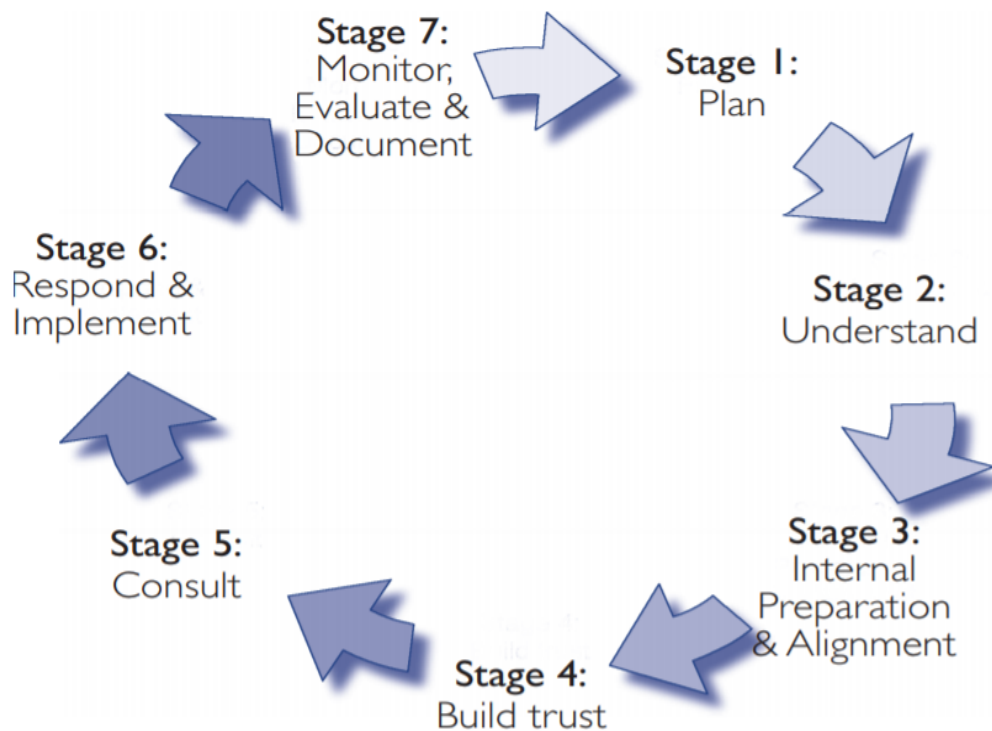 Stage 7:
Monitor,
Evaluate &
Document
Stage 1:
Plan
Stage 2:
Understand
Stage 3:
Internal
Preparation
& Alignment
Stage 4:
Build trust
Stage 5:
Consult
Stage 6:
Respond &
Implement